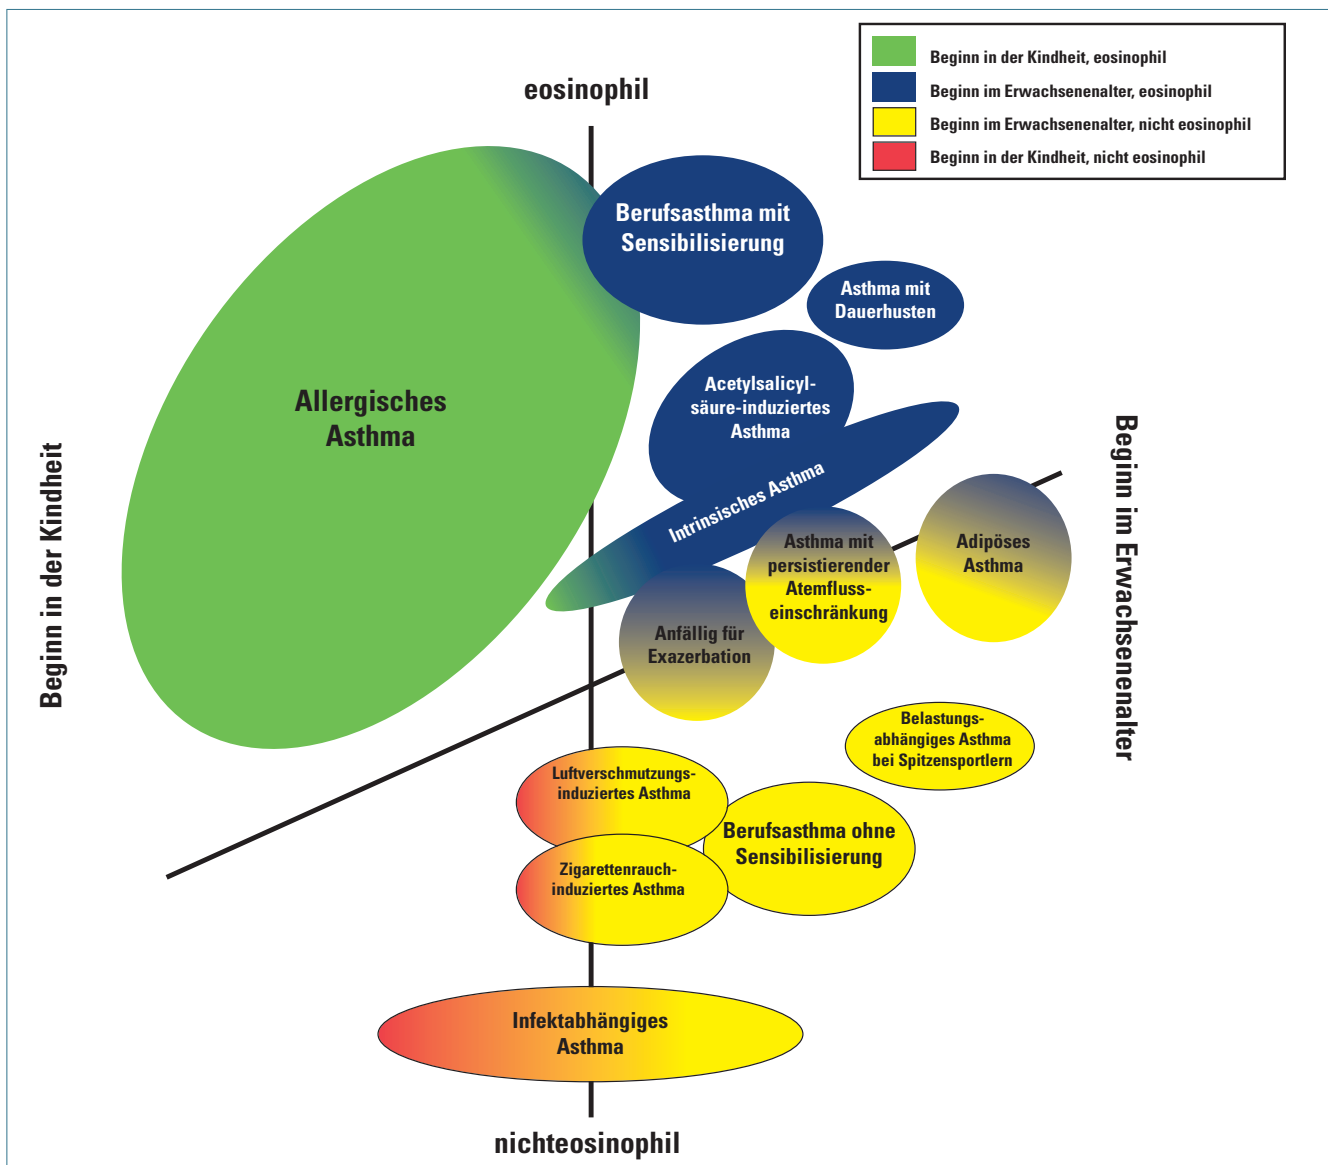 Beginn in der Kindheit, eosinophil
Beginn im Erwachsenenalter, eosinophil
Beginn im Erwachsenenalter, nicht eosinophil
Beginn in der Kindheit, nicht eosinophil
eosinophil
Berufsasthma mit
Sensibilisierung
Asthma mit
Dauerhusten
Allergisches
Asthma
Acetylsalicyl-
säure-induziertes
Asthma
Intrinsisches Asthma
Beginn in der Kindheit
Beginn im Erwachsenenalter
Asthma mit
persistierender
Atemfluss-
einschränkung
Adipöses
Asthma
Anfällig für
Exazerbation
Belastungs-
abhängiges Asthma
bei Spitzensportlern
Luftverschmutzungs-
induziertes Asthma
Berufsasthma ohne
Sensibilisierung
Zigarettenrauch-
induziertes Asthma
Infektabhängiges
Asthma
nichteosinophil